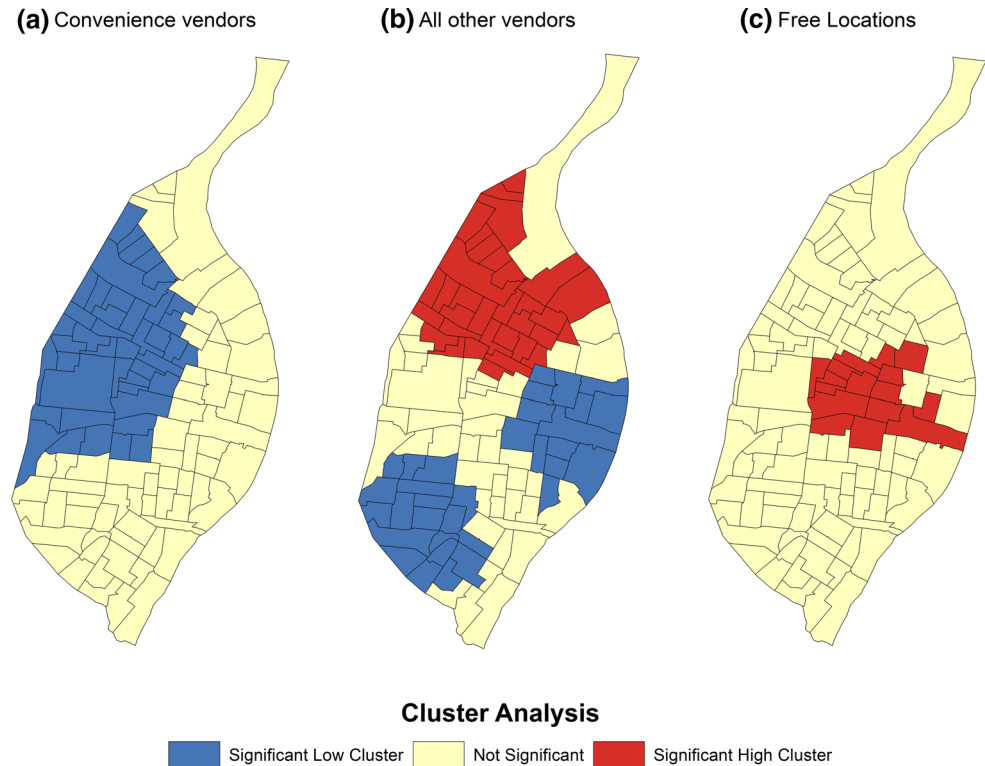 (a) Convenience vendors
(b) All other vendors
(c) Free Locations
Cluster Analysis
Significant Low Cluster
Not Significant
Significant High Cluster